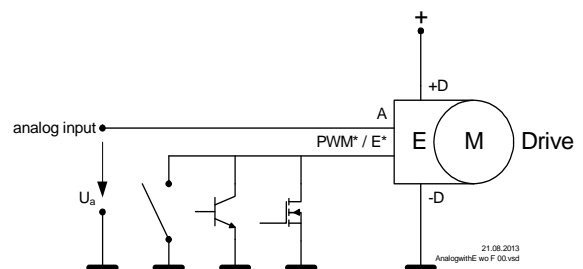 +
+D
A
analog input
PWM* / E*
E
M
Drive
Ua
-D
21.08.2013
AnalogwithE wo F 00.vsd